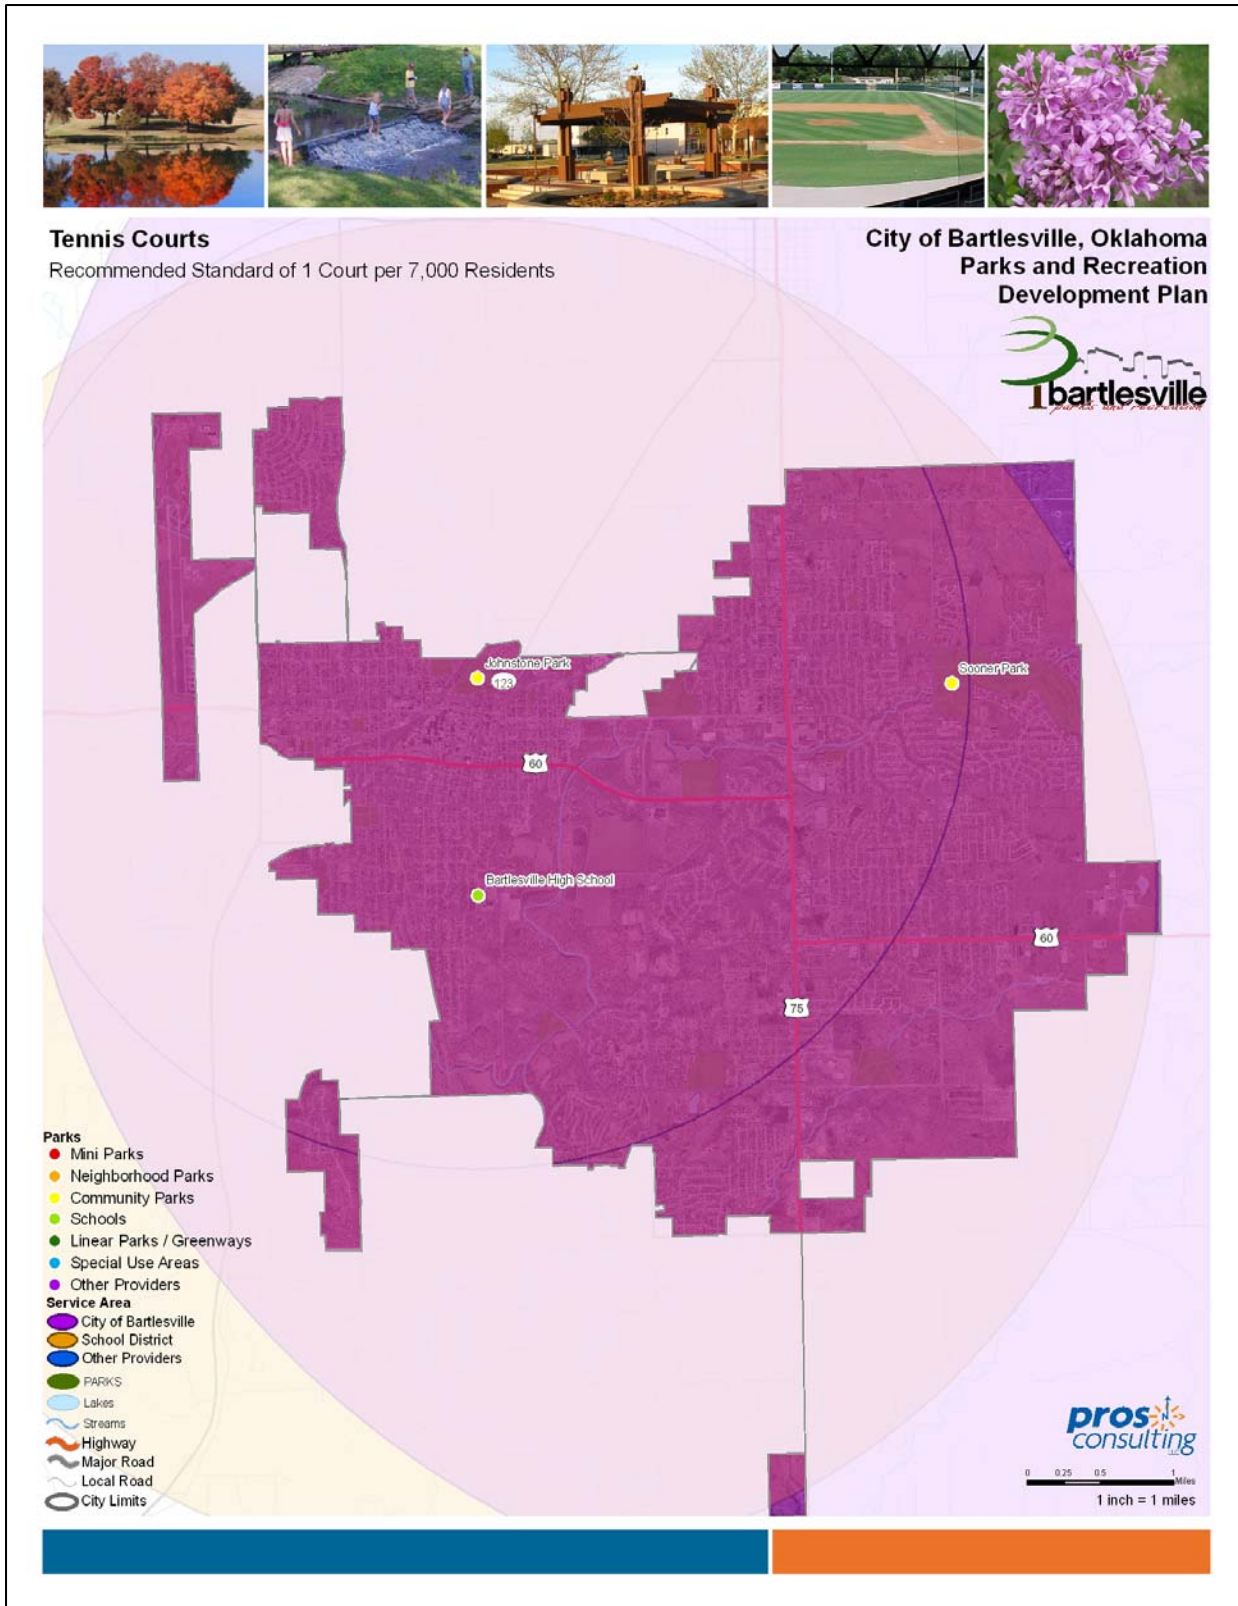 Tennis Courts
Recommended Standard of 1 Court per 7,000 Residents
City of Bartlesville, Oklahoma
Parks and Recreation
Development Plan
bartlesville
parks and recreation
Johnstone Park
123
Sooner Park
60
Bartlesville High School
60
75
Parks
Mini Parks
Neighborhood Parks
Community Parks
Schools
Linear Parks / Greenways
Special Use Areas
Other Providers
Service Area
City of Bartlesville
School District
Other Providers
PARKS
Lakes
Streams
Highway
Major Road
Local Road
City Limits
pros
consulting
LLC
N
0 0.25 0.5 1
Miles
1 inch = 1 miles